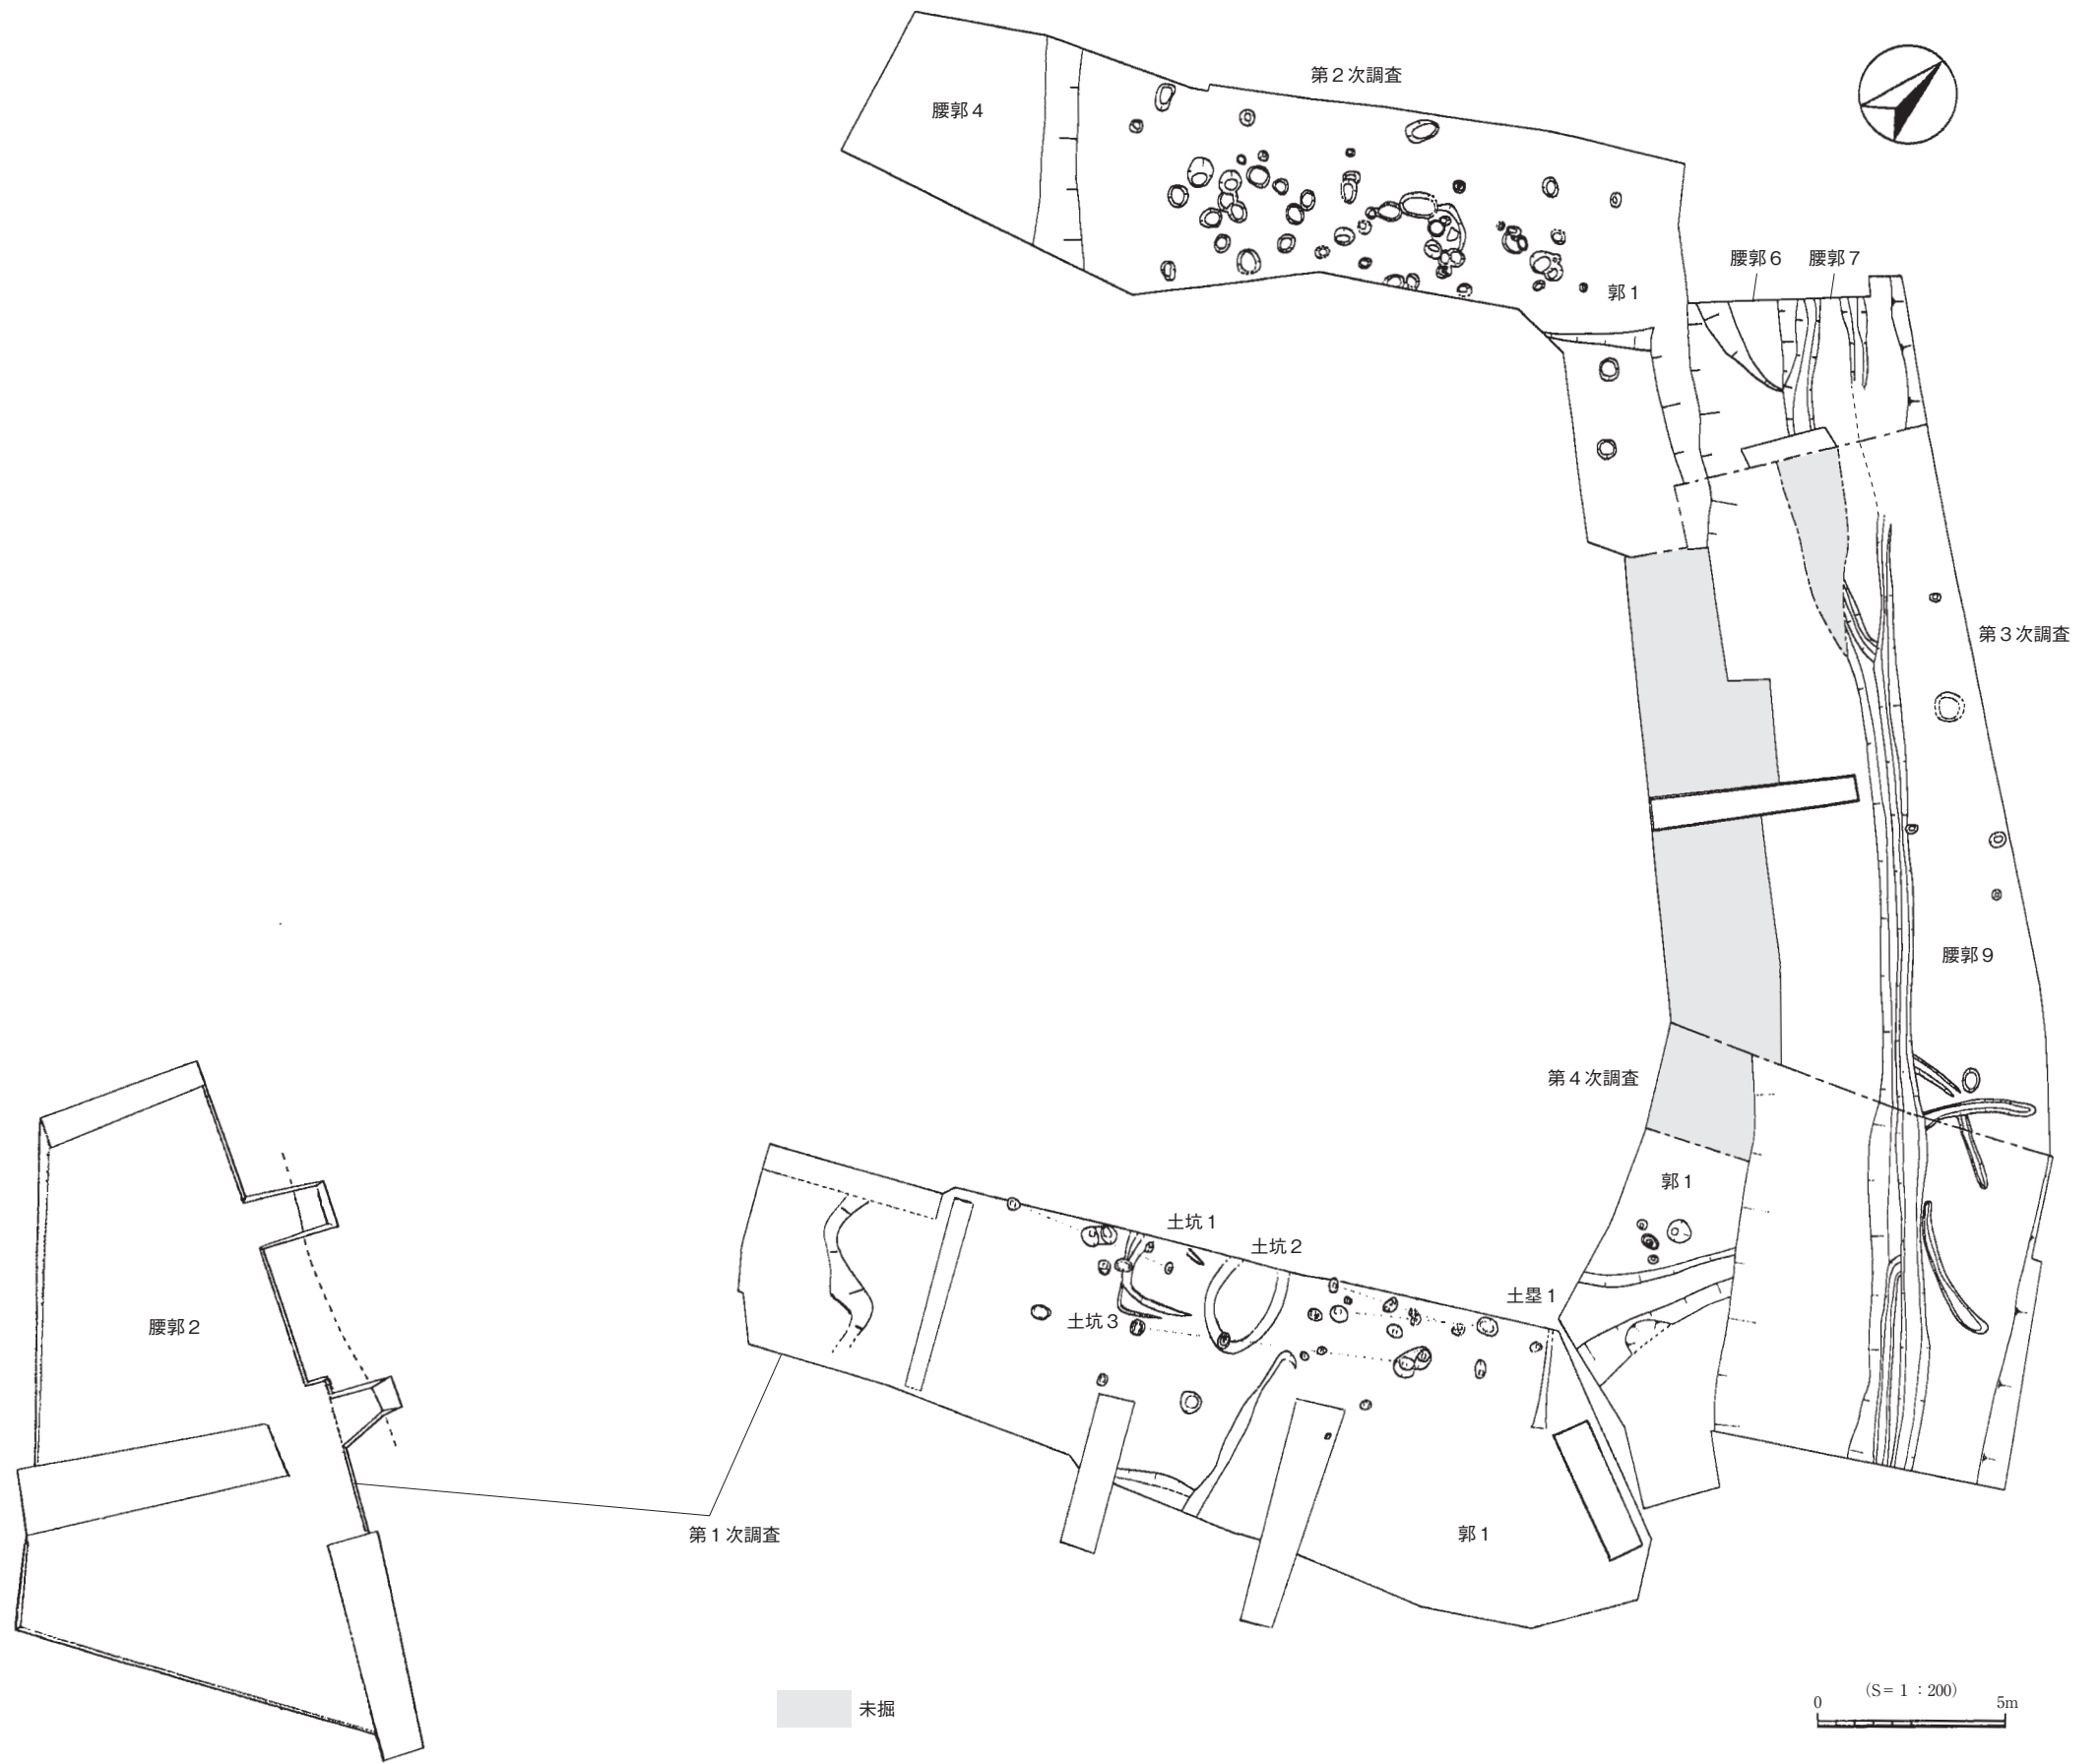 第２次調査
腰郭４
腰郭６
腰郭７
郭１
第３次調査
腰郭９
第４次調査
郭１
土坑１
土坑２
土塁１
土坑３
腰郭２
第１次調査
郭１
未掘
（S= 1 ：200）
0 5m